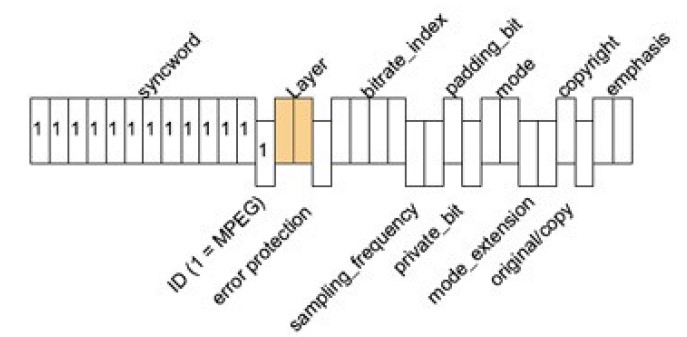 syncword
Layer
bitrate_index
padding_bit
mode
copyright
emphasis
1 1 1 1 1 1 1 1 1 1 1 1
1
ID (1 = MPEG)
error protection
sampling_frequency
private_bit
mode_extension
original/copy